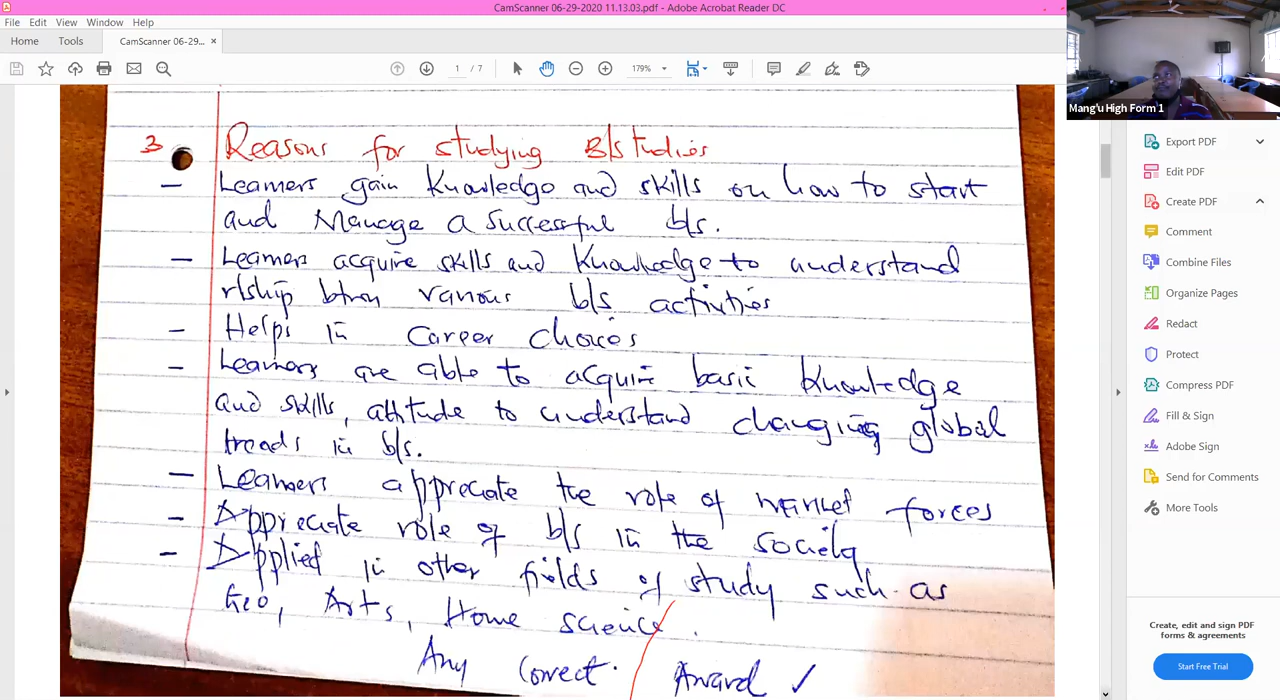 CamScanner 06-29-2020 11.13.03.pdf - Adobe Acrobat Reader DC
File Edit View Window Help
Home Tools CamScanner 06-29... ×
1 / 7 179%
Mang'u High Form 1
3 Reasons for studying B/Studies
- Learners gain knowledge and skills on how to start
and Manage a successful b/s.
- Learners acquire skills and knowledge to understand
r/ship btwn various b/s activities
- Helps in career choices
- Learners are able to acquire basic knowledge
and skills, attitude to understand changing global
trends in b/s.
- Learners appreciate the role of market forces
- Appreciate role of b/s in the society
- Applied in other fields of study such as
Geo, Arts, Home science.
Any correct. Award ✓
Export PDF
Edit PDF
Create PDF
Comment
Combine Files
Organize Pages
Redact
Protect
Compress PDF
Fill & Sign
Adobe Sign
Send for Comments
More Tools
Create, edit and sign PDF
forms & agreements
Start Free Trial